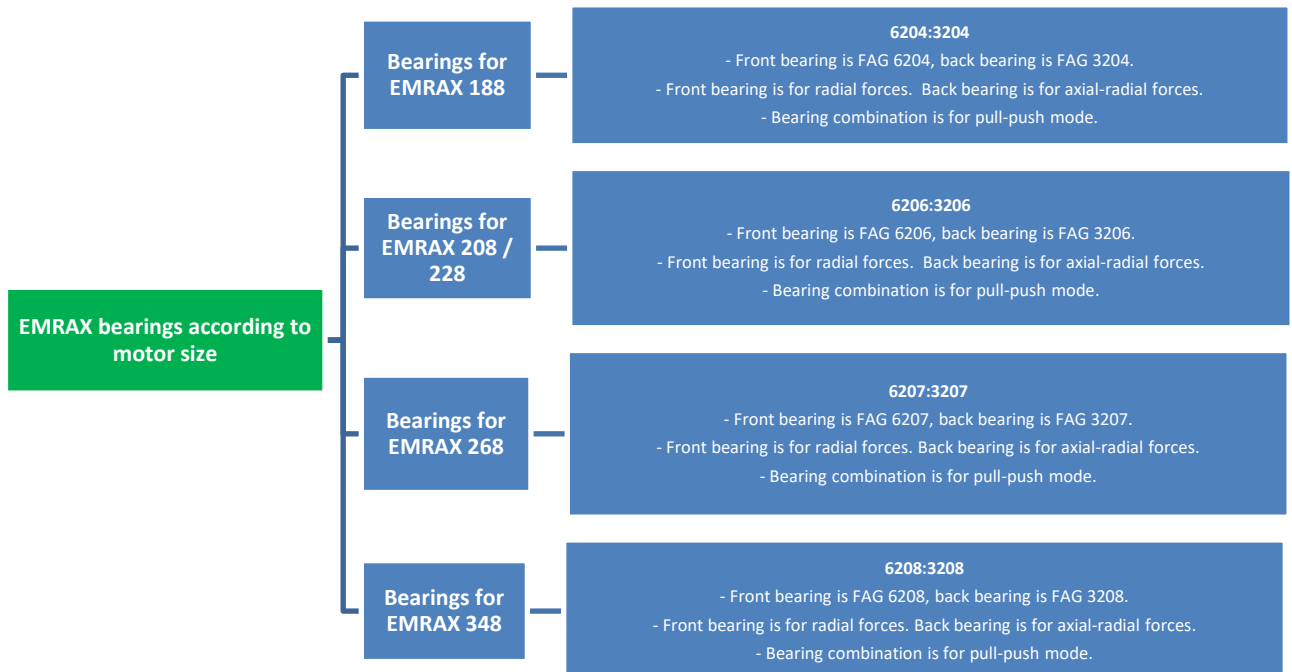 EMRAX bearings according to
motor size
Bearings for
EMRAX 188
6204:3204
- Front bearing is FAG 6204, back bearing is FAG 3204.
- Front bearing is for radial forces.  Back bearing is for axial-radial forces.
- Bearing combination is for pull-push mode.
Bearings for
EMRAX 208 /
228
6206:3206
- Front bearing is FAG 6206, back bearing is FAG 3206.
- Front bearing is for radial forces.  Back bearing is for axial-radial forces.
- Bearing combination is for pull-push mode.
Bearings for
EMRAX 268
6207:3207
- Front bearing is FAG 6207, back bearing is FAG 3207.
- Front bearing is for radial forces. Back bearing is for axial-radial forces.
- Bearing combination is for pull-push mode.
Bearings for
EMRAX 348
6208:3208
- Front bearing is FAG 6208, back bearing is FAG 3208.
- Front bearing is for radial forces. Back bearing is for axial-radial forces.
- Bearing combination is for pull-push mode.